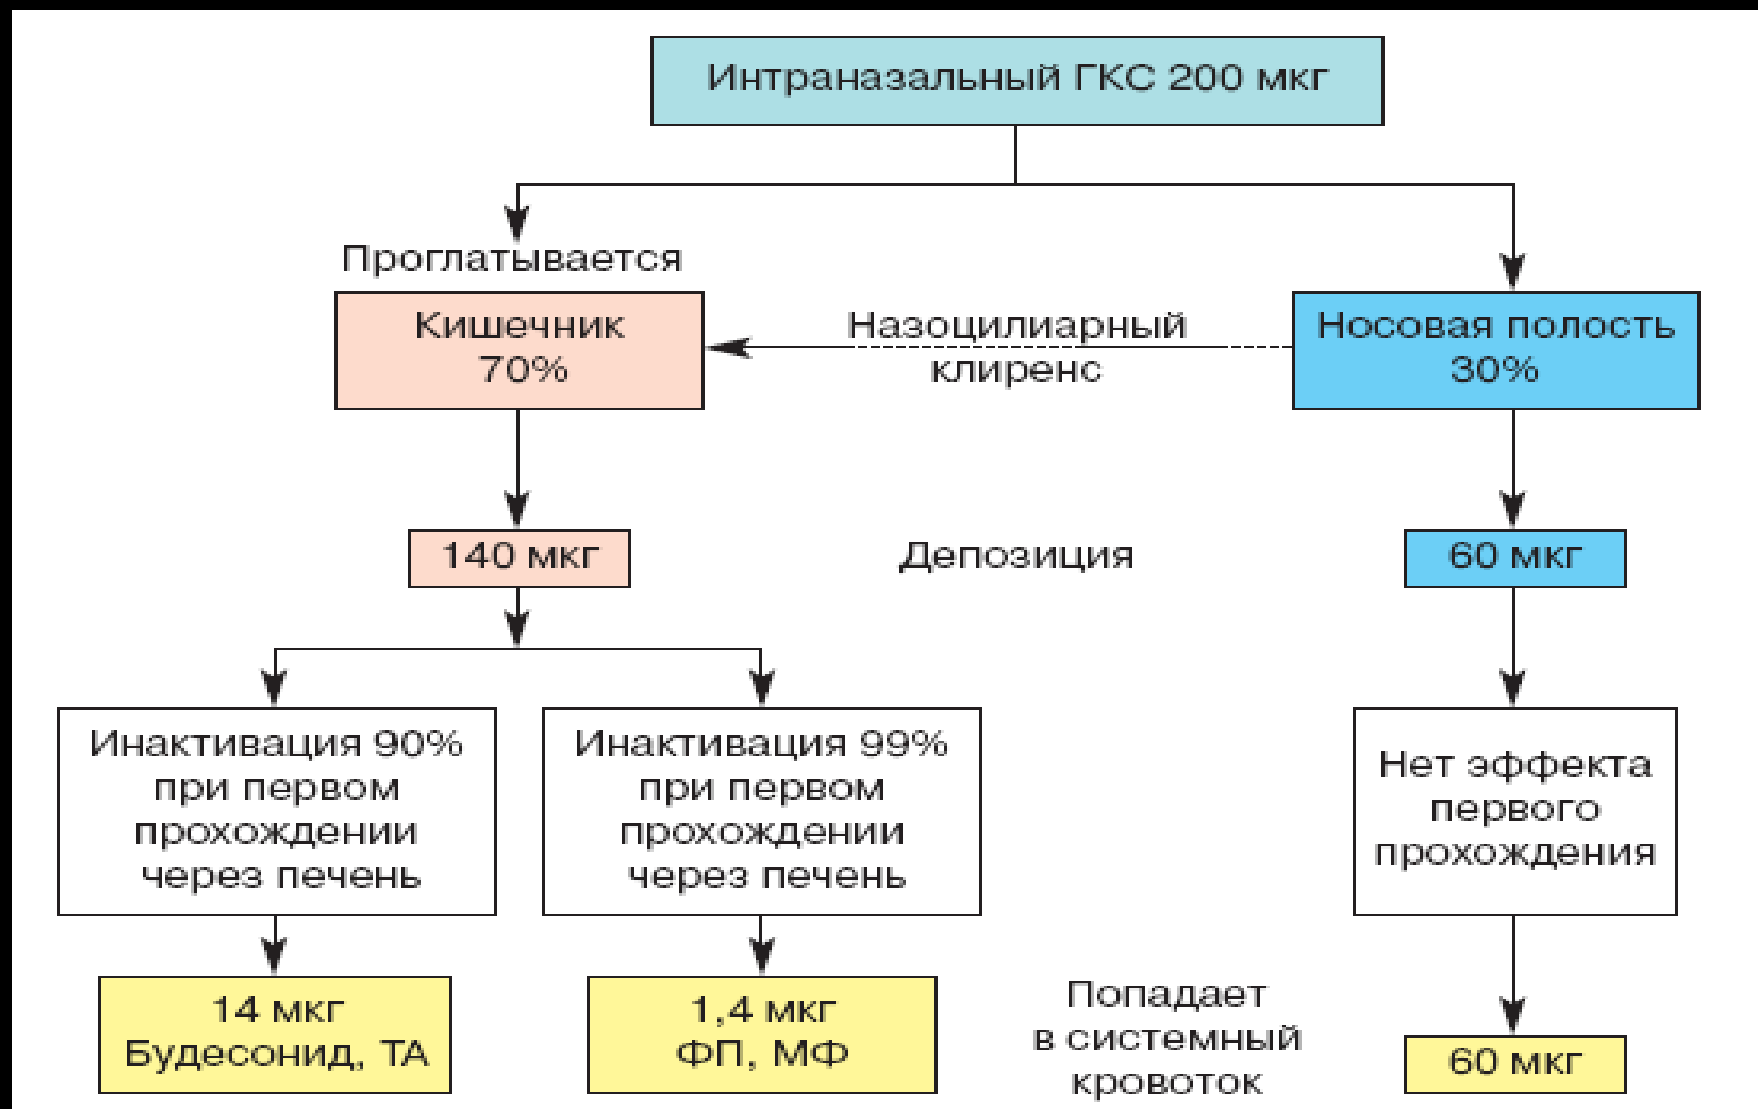 Интраназальный ГКС 200 мкг
Проглатывается
Кишечник
70%
Назоцилиарный
клиренс
Носовая полость
30%
140 мкг
Депозиция
60 мкг
Инактивация 90%
при первом
прохождении
через печень
Инактивация 99%
при первом
прохождении
через печень
Нет эффекта
первого
прохождения
14 мкг
Будесонид, ТА
1,4 мкг
ФП, МФ
Попадает
в системный
кровоток
60 мкг